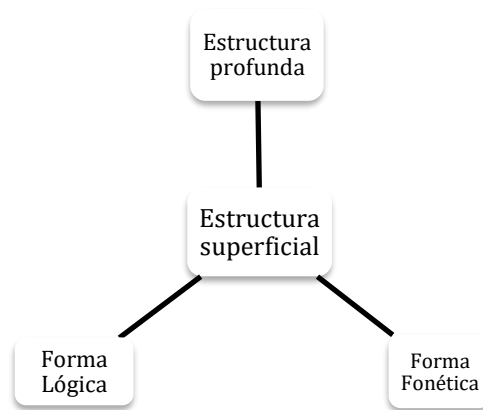 Estructura
profunda
Estructura
superficial
Forma
Lógica
Forma
Fonética